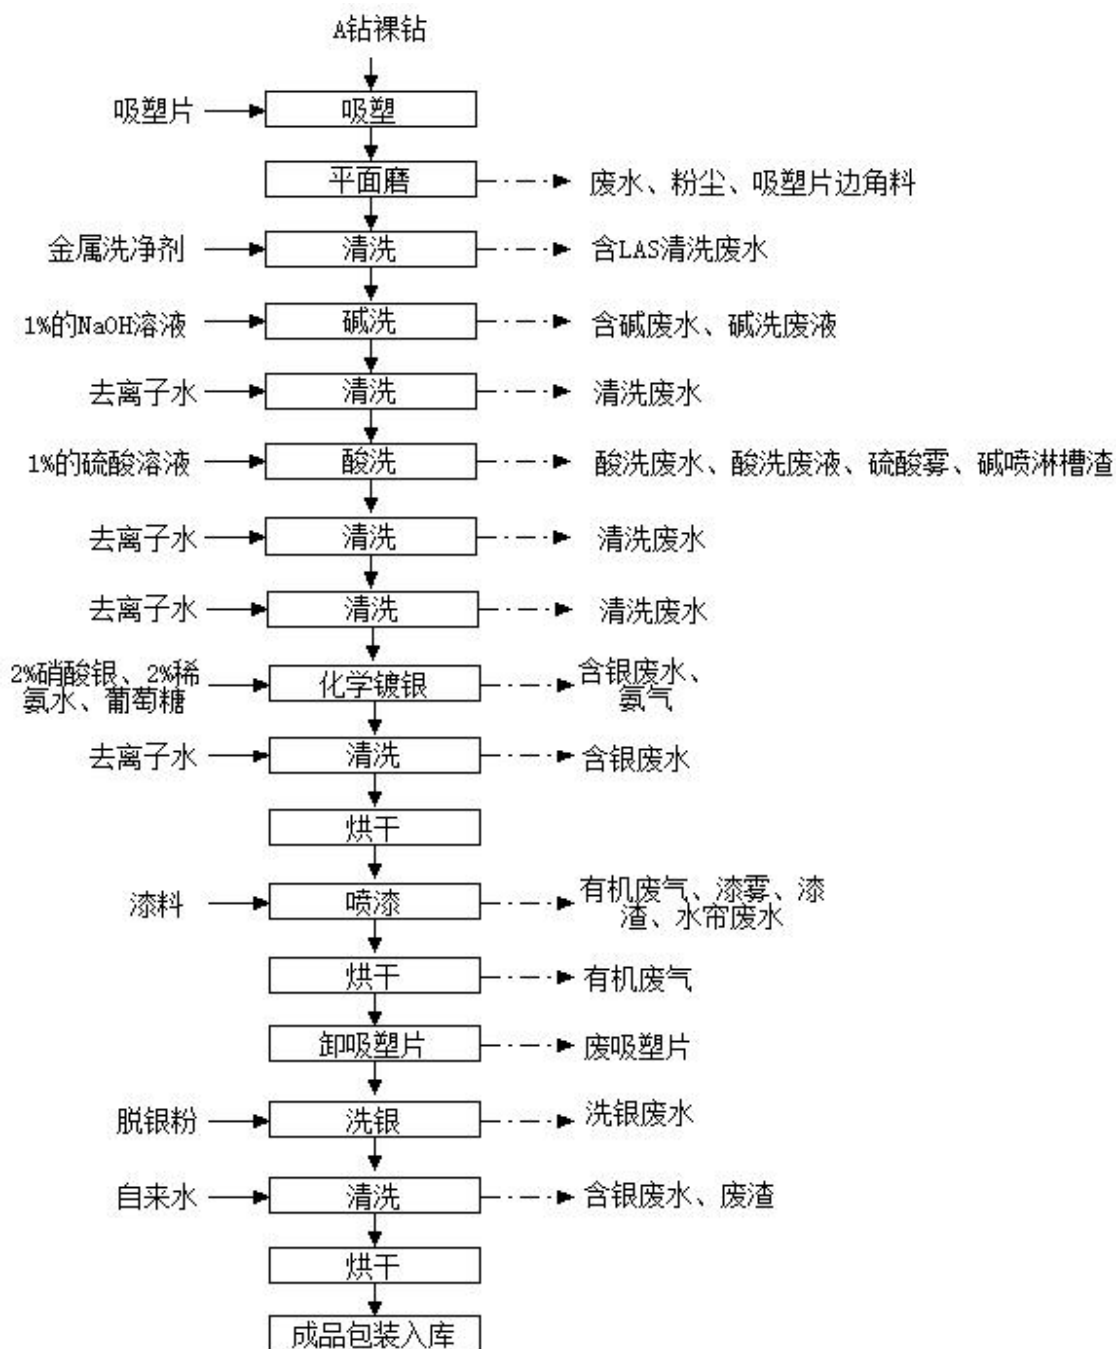 A钻裸钻
吸塑片
吸塑
平面磨
废水、粉尘、吸塑片边角料
金属洗净剂
清洗
含LAS清洗废水
1%的NaOH溶液
碱洗
含碱废水、碱洗废液
去离子水
清洗
清洗废水
1%的硫酸溶液
酸洗
酸洗废水、酸洗废液、硫酸雾、碱喷淋槽渣
去离子水
清洗
清洗废水
去离子水
清洗
清洗废水
2%硝酸银、2%稀
氨水、葡萄糖
化学镀银
含银废水、
氨气
去离子水
清洗
含银废水
烘干
漆料
喷漆
有机废气、漆雾、漆
渣、水帘废水
烘干
有机废气
卸吸塑片
废吸塑片
脱银粉
洗银
洗银废水
自来水
清洗
含银废水、废渣
烘干
成品包装入库